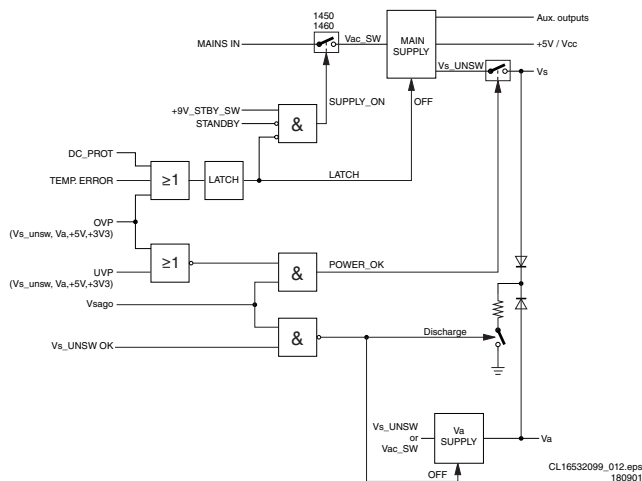 1450
1460
Aux. outputs
MAINS IN
Vac_SW
MAIN
SUPPLY
+5V / Vcc
Vs_UNSW
Vs
+9V_STBY_SW
SUPPLY_ON
OFF
STANDBY
&
DC_PROT
TEMP. ERROR
≥1
LATCH
LATCH
OVP
(Vs_unsw, Va,+5V,+3V3)
≥1
&
POWER_OK
UVP
(Vs_unsw, Va,+5V,+3V3)
Vsago
&
Discharge
Vs_UNSW OK
Vs_UNSW
or
Vac_SW
Va
SUPPLY
Va
OFF
CL16532099_012.eps
180901